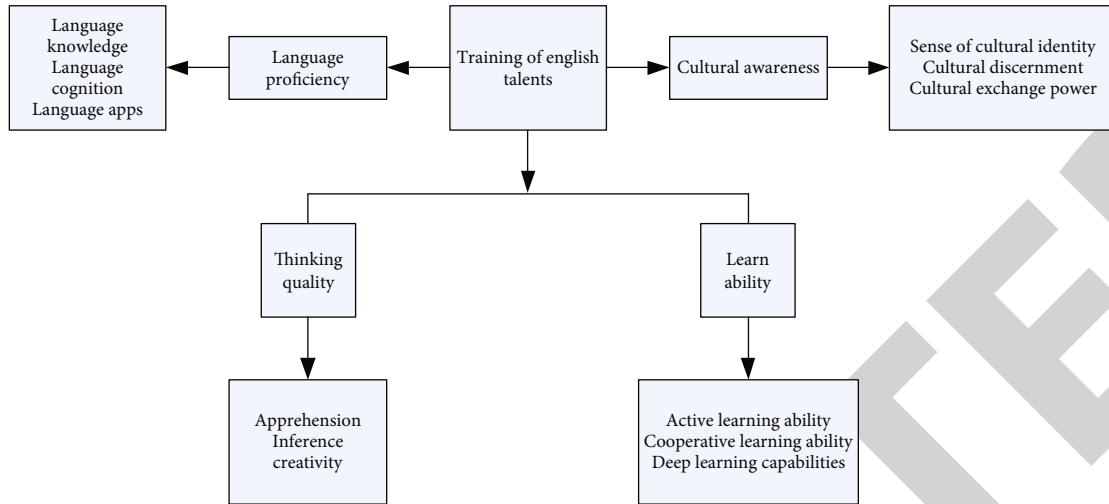 Language
knowledge
Language
cognition
Language apps
Language
proficiency
Training of english
talents
Cultural awareness
Sense of cultural identity
Cultural discernment
Cultural exchange power
Thinking
quality
Learn
ability
Apprehension
Inference
creativity
Active learning ability
Cooperative learning ability
Deep learning capabilities